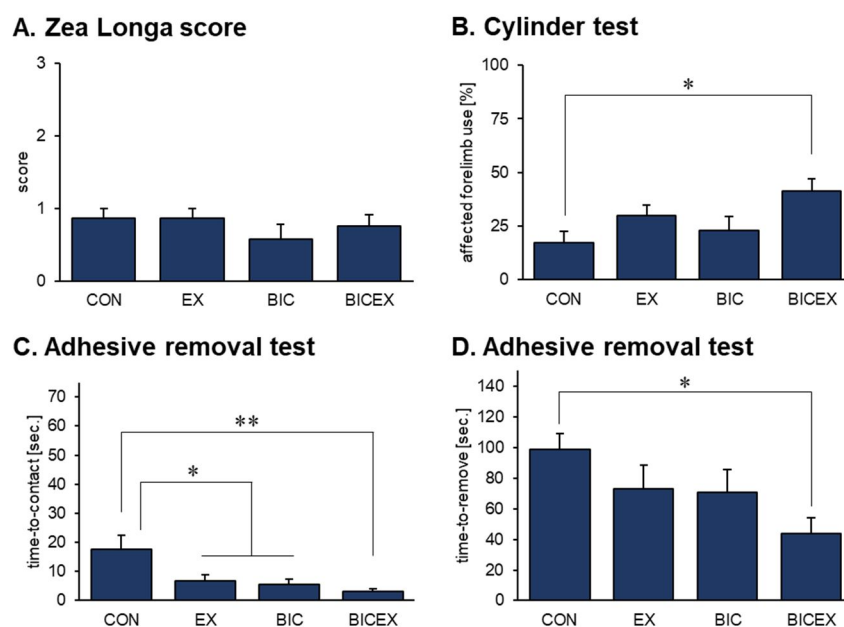 A. Zea Longa score
3
2
1
0
score
CON EX BIC BICEX
B. Cylinder test
100
75
50
25
0
affected forelimb use [%]
*
CON EX BIC BICEX
C. Adhesive removal test
70
60
50
40
30
20
10
0
time-to-contact [sec.]
**
*
CON EX BIC BICEX
D. Adhesive removal test
140
120
100
80
60
40
20
0
time-to-remove [sec.]
*
CON EX BIC BICEX